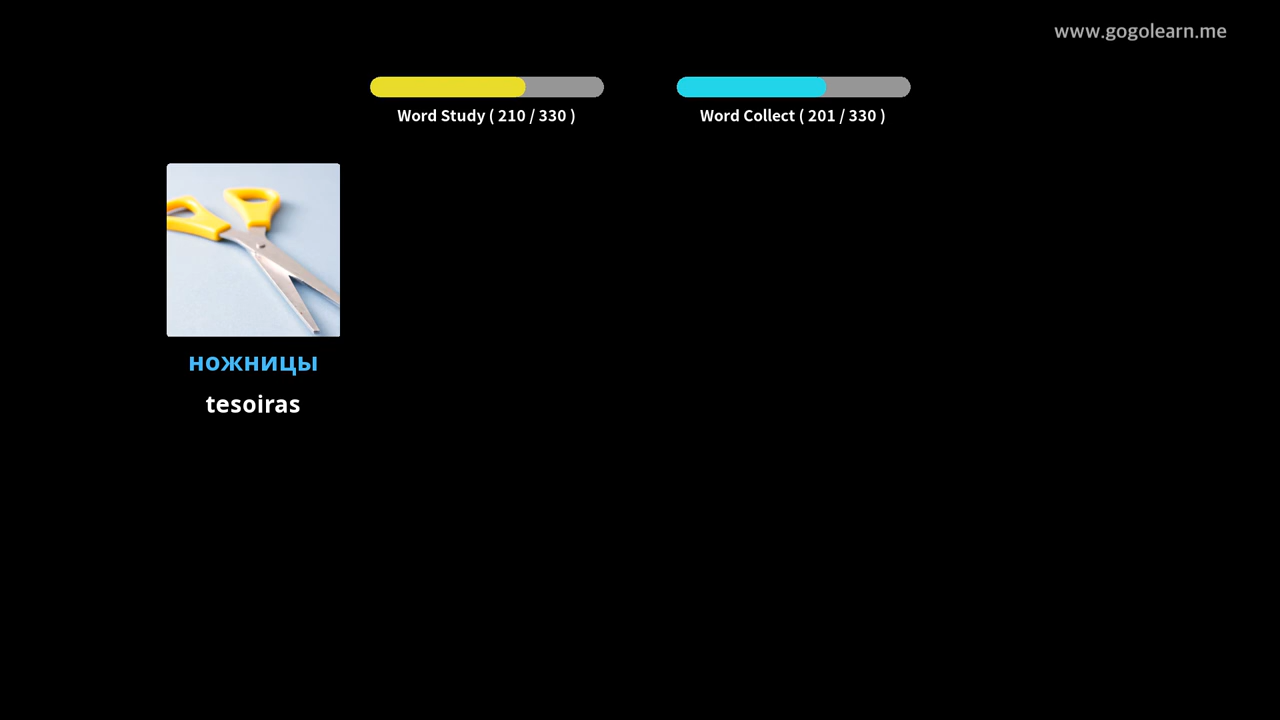 www.gogolearn.me
Word Study ( 210 / 330 )
Word Collect ( 201 / 330 )
ножницы
tesoiras